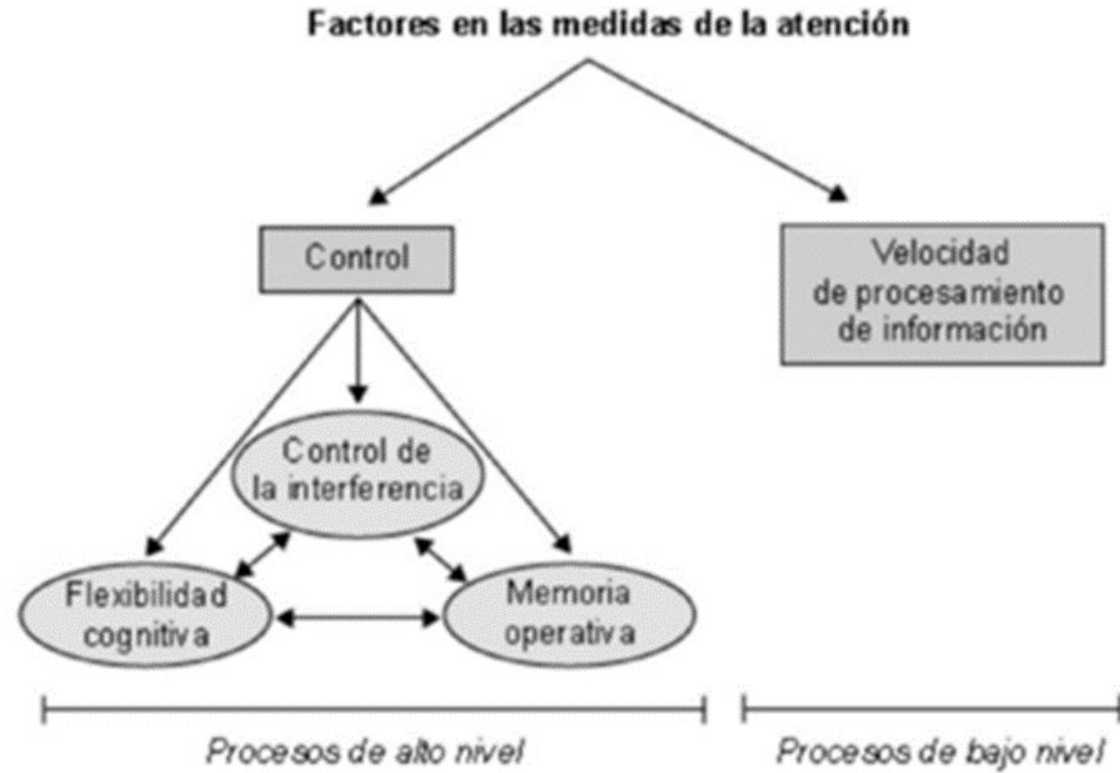 Factores en las medidas de la atención
Control
Velocidad
de procesamiento
de información
Control de
la interferencia
Flexibilidad
cognitiva
Memoria
operativa
Procesos de alto nivel
Procesos de bajo nivel